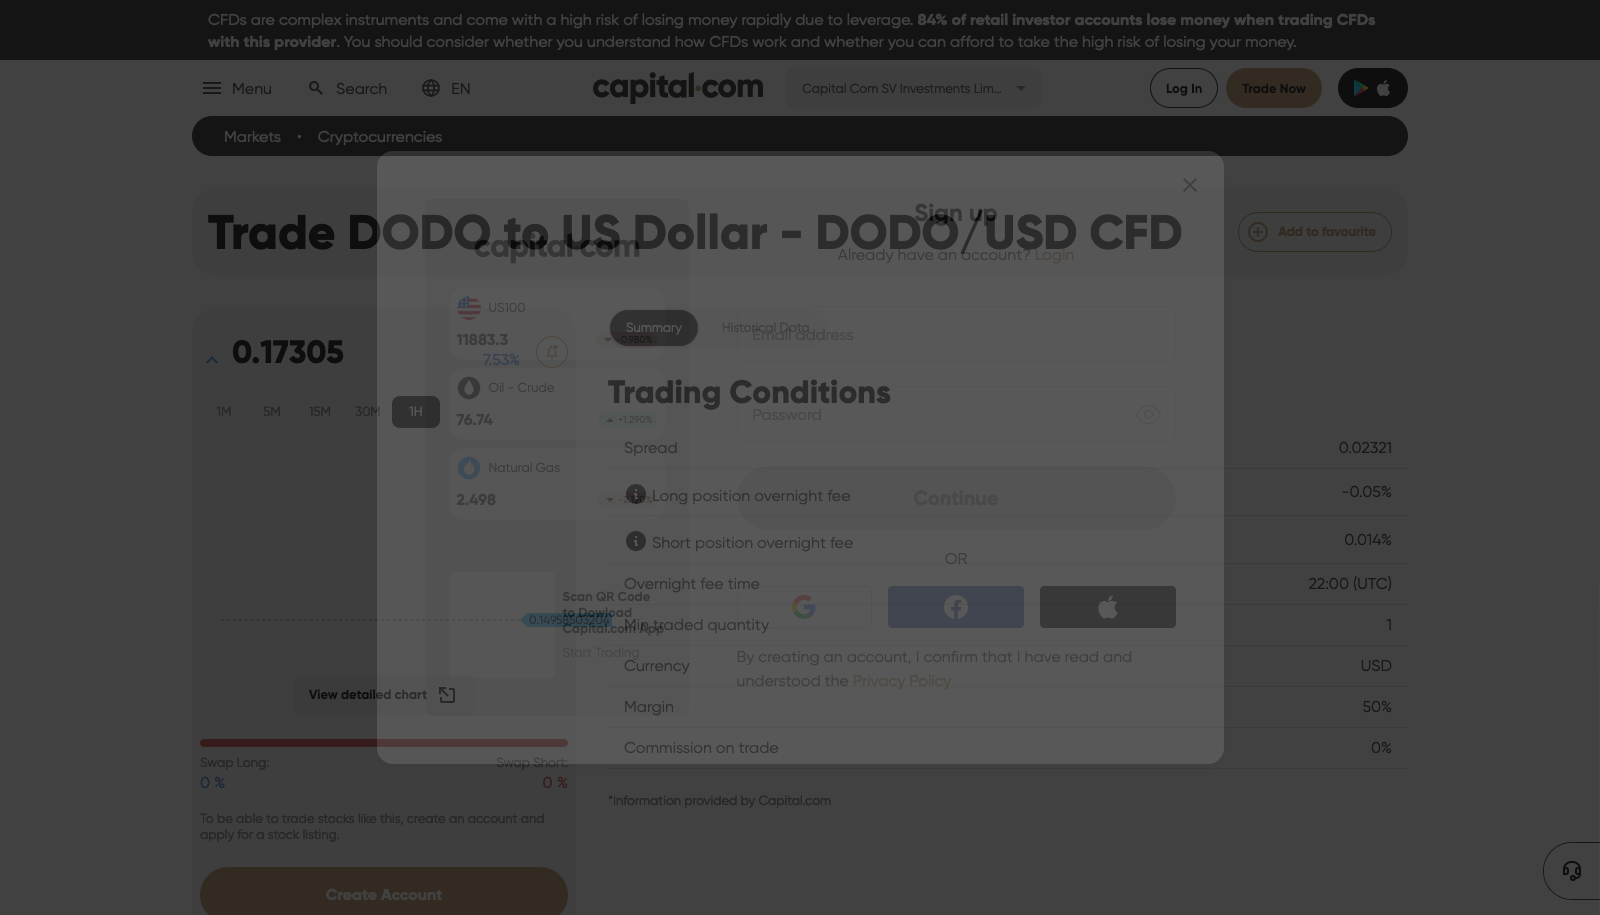 CFDs are complex instruments and come with a high risk of losing money rapidly due to leverage. 84% of retail investor accounts lose money when trading CFDs
with this provider. You should consider whether you understand how CFDs work and whether you can afford to take the high risk of losing your money.
Menu Search EN capital.com Capital Com SV Investments Lim... Log In Trade Now
Markets • Cryptocurrencies
Trade DODO to US Dollar - DODO/USD CFD
Add to favourite
0.17305
7.53%
1M 5M 15M 30M 1H
0.14958503204
View detailed chart
Swap Long: Swap Short:
0 % 0 %
To be able to trade stocks like this, create an account and
apply for a stock listing.
Create Account
Summary Historical Data
Trading Conditions
Spread 0.02321
Long position overnight fee -0.05%
Short position overnight fee 0.014%
Overnight fee time 22:00 (UTC)
Min traded quantity 1
Currency USD
Margin 50%
Commission on trade 0%
*Information provided by Capital.com
capital.com
US100
11883.3 -0.980%
Oil - Crude
76.74 +1.290%
Natural Gas
2.498
Scan QR Code
to Dowload
Capital.com App
Start Trading
Sign up
Already have an account? Login
Email address
Password
Continue
OR
By creating an account, I confirm that I have read and
understood the Privacy Policy